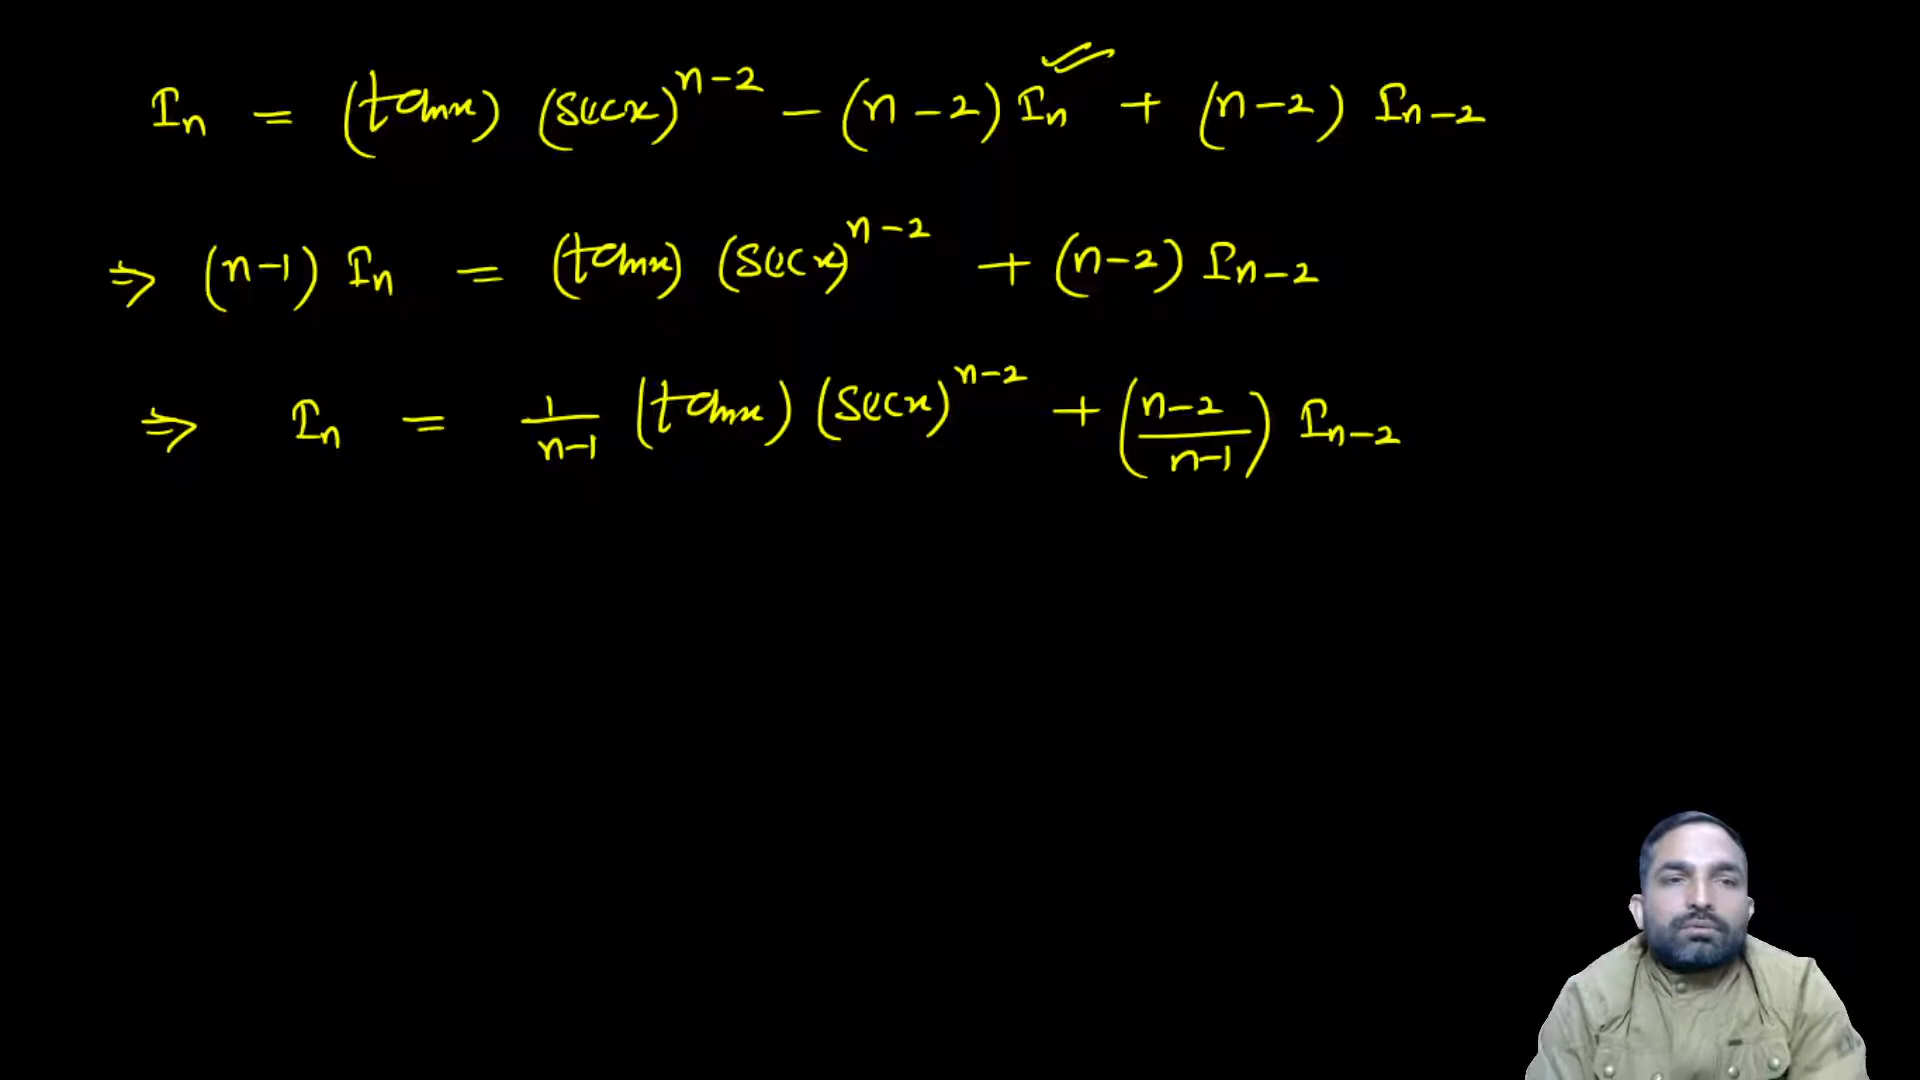 Iₙ = (tanx) (secx)ⁿ⁻² − (n−2) Iₙ + (n−2) Iₙ₋₂
⇒ (n−1) Iₙ = (tanx) (secx)ⁿ⁻² + (n−2) Iₙ₋₂
⇒ Iₙ = 1/(n−1) (tanx) (secx)ⁿ⁻² + ((n−2)/(n−1)) Iₙ₋₂